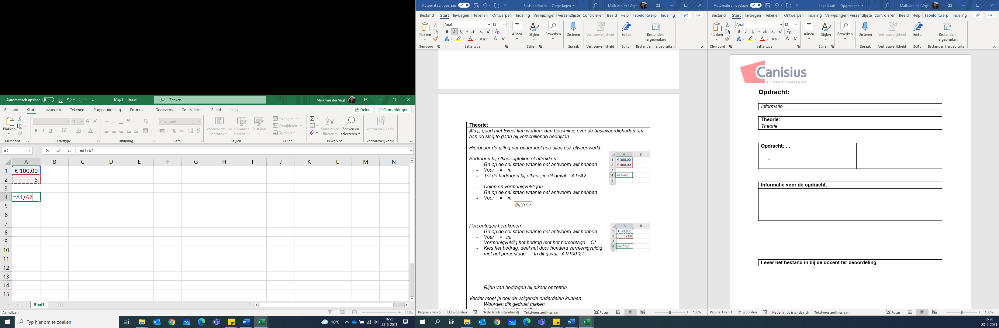 Automatisch opslaan
Map1 - Excel
Zoeken
Maik van der Vegt
Bestand Start Invoegen Tekenen Pagina-indeling Formules Gegevens Controleren Beeld Help Delen Opmerkingen
Plakken
11
Financieel
Voorwaardelijke opmaak
Opmaken als tabel
Celstijlen
Invoegen
Verwijderen
Opmaak
Sorteren en filteren
Zoeken en selecteren
Vertrouwelijkheid
Klembord Lettertype Uitlijning Getal Stijlen Cellen Bewerken Vertrouwelijkheid
A2 fx =A1/A2
A B C D E F G H I J K L M N
1 € 100,00
2 5
3
4 =A1/A2
5
6
7
8
9
10
11
12
13
14
15
Blad1
Aanwijzen 145%
Typ hier om te zoeken
18°C
16:26
23-6-2021
Automatisch opslaan
Basis opdracht - Opgeslagen
Maik van der Vegt
Bestand Start Invoegen Tekenen Ontwerpen Indeling Verwijzingen Verzendlijste Controleren Beeld Help Tabelontwerp Indeling
Plakken
Arial 12
Alinea Stijlen Bewerken Dicteren Vertrouwelijkheid Editor Bestanden hergebruiken
Klembord Lettertype Stijlen Spraak Vertrouwelijkheid Editor Bestanden hergebruiken
Theorie:
Als jij goed met Excel kan werken, dan beschik je over de basisvaardigheden om
aan de slag te gaan bij verschillende bedrijven.
Hieronder de uitleg per onderdeel hoe alles ook alweer werkt:
Bedragen bij elkaar optellen of aftrekken.
- Ga op de cel staan waar je het antwoord wilt hebben.
- Voer = in.
- Tel de bedragen bij elkaar, in dit geval: A1+A2.
A B
1 € 300,00
2 € 400,00
3
4 =A1+A2
5
- Delen en vermenigvuldigen.
- Ga op de cel staan waar je het antwoord wilt hebben.
- Voer = in.
(Ctrl)
Percentages berekenen.
- Ga op de cel staan waar je het antwoord wilt hebben.
- Voer = in.
- Vermenigvuldig het bedrag met het percentage. Óf
- Kies het bedrag, deel het door honderd vermenigvuldig
met het percentage. In dit geval: A1/100*21
A B
1 € 300,00
2 21%
3
4 =A1*A2
- Rijen van bedragen bij elkaar opzetten.
Verder moet je ook de volgende onderdelen kunnen:
- Woorden dik gedrukt maken.
Pagina 2 van 6 733 woorden Nederlands (standaard) Tekstvoorspelling: aan Focus 100%
Automatisch opslaan
Lege Kaart - Opgeslagen
Maik van der Vegt
Bestand Start Invoegen Tekenen Ontwerpen Indeling Verwijzingen Verzendlijste Controleren Beeld Help Tabelontwerp Indeling
Plakken
Arial 12
Alinea Stijlen Bewerken Dicteren Vertrouwelijkheid Editor Bestanden hergebruiken
Klembord Lettertype Stijlen Spraak Vertrouwelijkheid Editor Bestanden hergebruiken
Canisius
R.K. SCHOLENGEMEENSCHAP
Opdracht:
Informatie
Theorie:
Theorie
Opdracht: ...
-
-
Informatie voor de opdracht:
Lever het bestand in bij de docent ter beoordeling.
Pagina 1 van 1 21 woorden Nederlands (standaard) Tekstvoorspelling: aan Focus 100%
16:26
23-6-2021